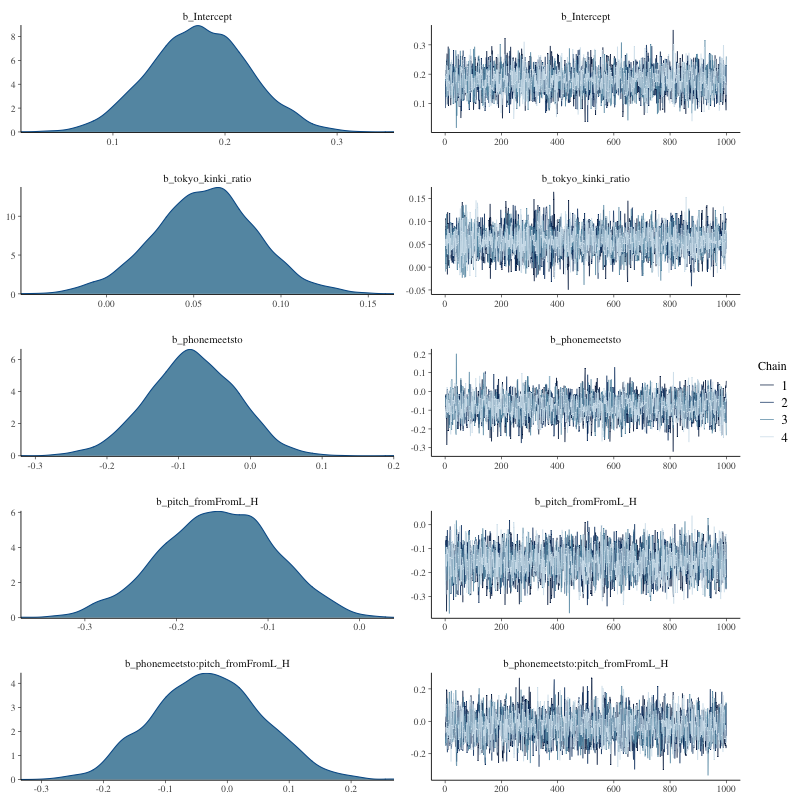 b_Intercept
b_Intercept
8
6
4
2
0
0.1 0.2 0.3
0.3
0.2
0.1
0 200 400 600 800 1000
b_tokyo_kinki_ratio
b_tokyo_kinki_ratio
10
5
0
0.00 0.05 0.10 0.15
0.15
0.10
0.05
0.00
-0.05
0 200 400 600 800 1000
b_phonemeetsto
b_phonemeetsto
6
4
2
0
-0.3 -0.2 -0.1 0.0 0.1 0.2
0.2
0.1
0.0
-0.1
-0.2
-0.3
0 200 400 600 800 1000
Chain
1
2
3
4
b_pitch_fromFromL_H
b_pitch_fromFromL_H
6
4
2
0
-0.3 -0.2 -0.1 0.0
0.0
-0.1
-0.2
-0.3
0 200 400 600 800 1000
b_phonemeetsto:pitch_fromFromL_H
b_phonemeetsto:pitch_fromFromL_H
4
3
2
1
0
-0.3 -0.2 -0.1 0.0 0.1 0.2
0.2
0.0
-0.2
0 200 400 600 800 1000